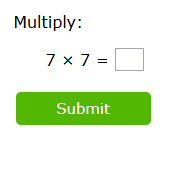 Multiply:
7 × 7 =
Submit